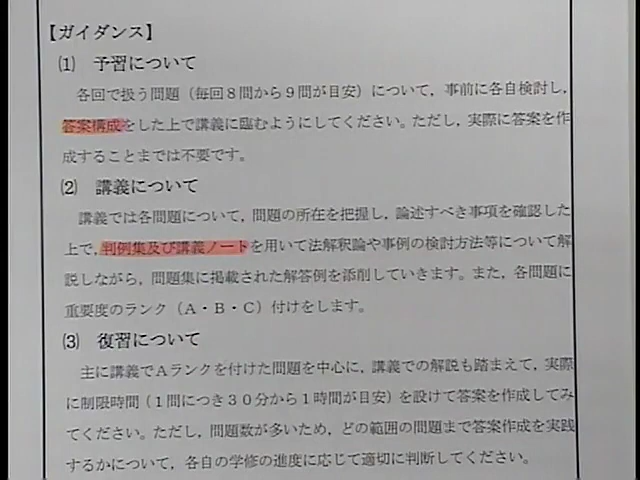 【ガイダンス】
⑴ 予習について
各回で扱う問題（毎回８問から９問が目安）について，事前に各自検討し，
答案構成をした上で講義に臨むようにしてください。ただし，実際に答案を作
成することまでは不要です。
⑵ 講義について
講義では各問題について，問題の所在を把握し，論述すべき事項を確認した
上で，判例集及び講義ノートを用いて法解釈論や事例の検討方法等について解
説しながら，問題集に掲載された解答例を添削していきます。また，各問題に
重要度のランク（Ａ・Ｂ・Ｃ）付けをします。
⑶ 復習について
主に講義でＡランクを付けた問題を中心に，講義での解説も踏まえて，実際
に制限時間（１問につき３０分から１時間が目安）を設けて答案を作成してみ
てください。ただし，問題数が多いため，どの範囲の問題まで答案作成を実践
するかについて，各自の学修の進度に応じて適切に判断してください。